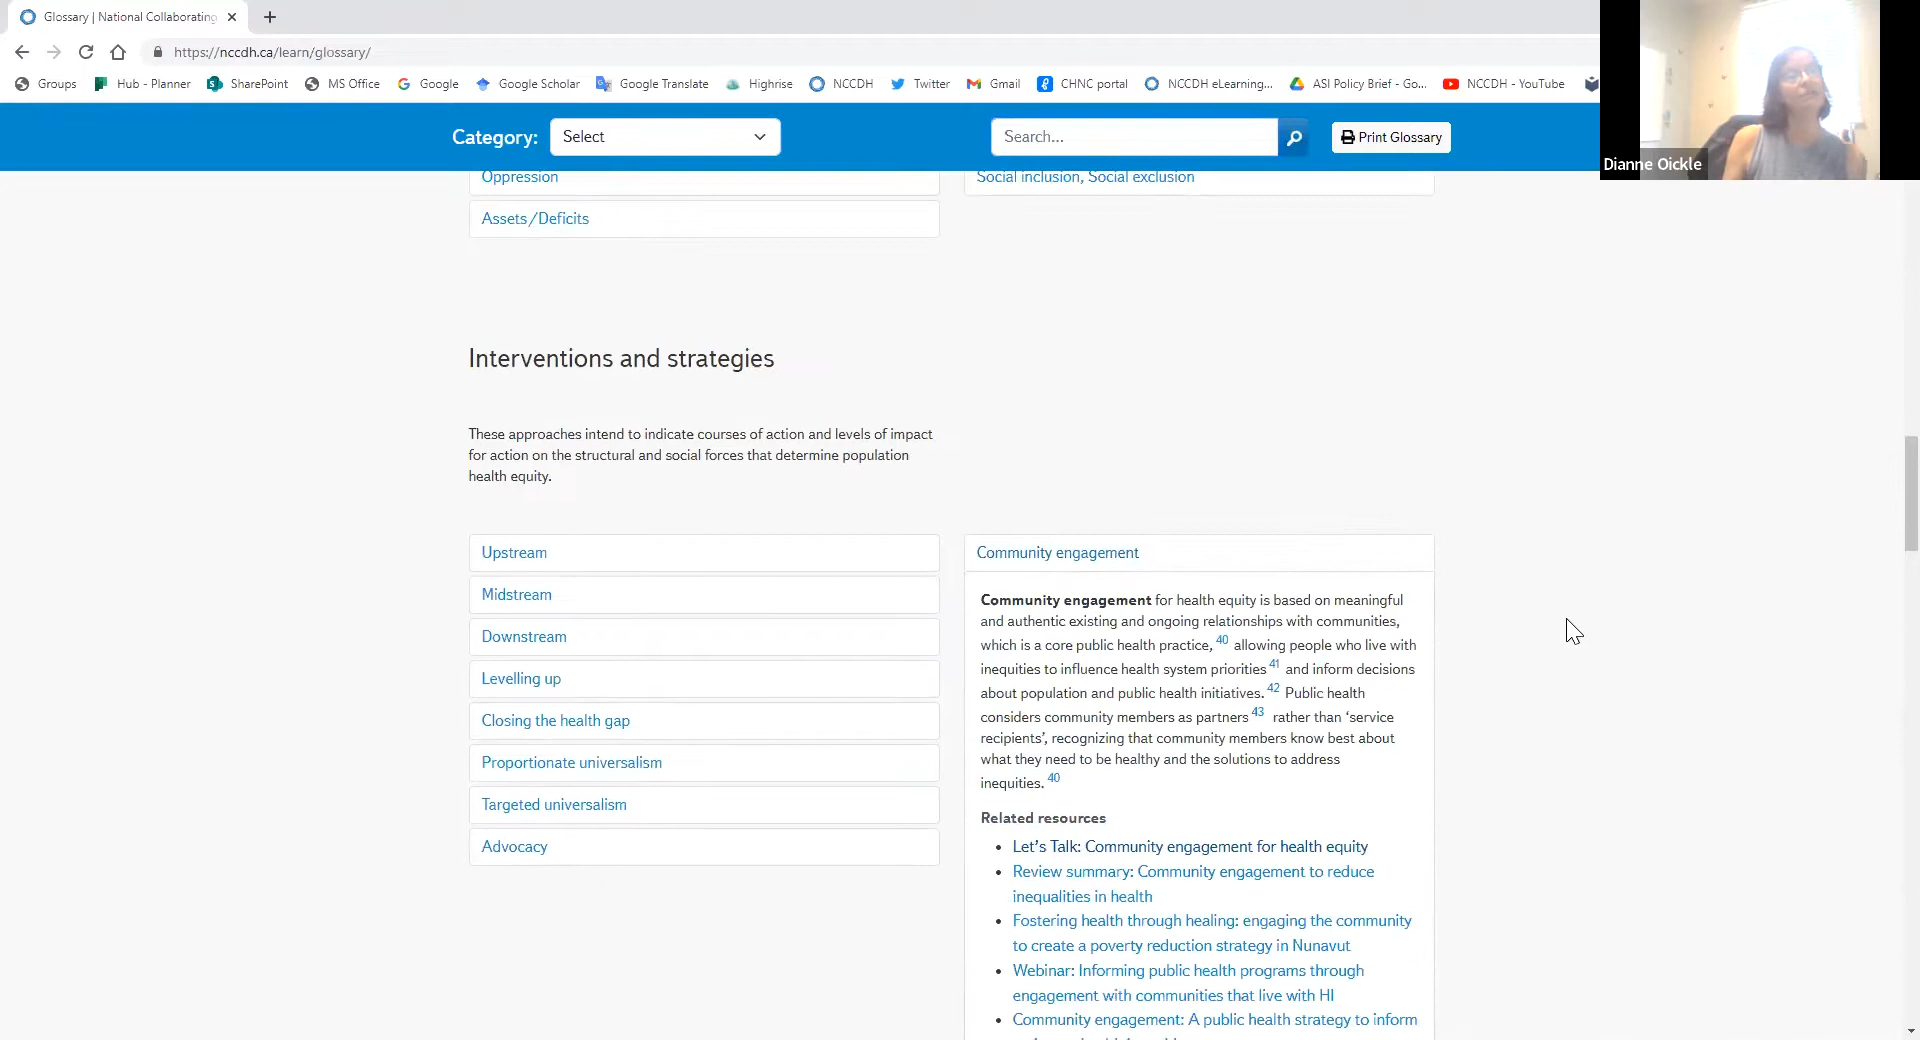 Glossary | National Collaborating
https://nccdh.ca/learn/glossary/
Groups Hub - Planner SharePoint MS Office Google Google Scholar Google Translate Highrise NCCDH Twitter Gmail CHNC portal NCCDH eLearning... ASI Policy Brief - Go... NCCDH - YouTube
Category: Select Search... Print Glossary
Dianne Oickle
Oppression
Assets/Deficits
Social inclusion, Social exclusion
Interventions and strategies
These approaches intend to indicate courses of action and levels of impact
for action on the structural and social forces that determine population
health equity.
Upstream
Midstream
Downstream
Levelling up
Closing the health gap
Proportionate universalism
Targeted universalism
Advocacy
Community engagement
Community engagement for health equity is based on meaningful
and authentic existing and ongoing relationships with communities,
which is a core public health practice, 40 allowing people who live with
inequities to influence health system priorities 41 and inform decisions
about population and public health initiatives. 42 Public health
considers community members as partners 43 rather than ‘service
recipients’, recognizing that community members know best about
what they need to be healthy and the solutions to address
inequities. 40
Related resources
• Let’s Talk: Community engagement for health equity
• Review summary: Community engagement to reduce
inequalities in health
• Fostering health through healing: engaging the community
to create a poverty reduction strategy in Nunavut
• Webinar: Informing public health programs through
engagement with communities that live with HI
• Community engagement: A public health strategy to inform